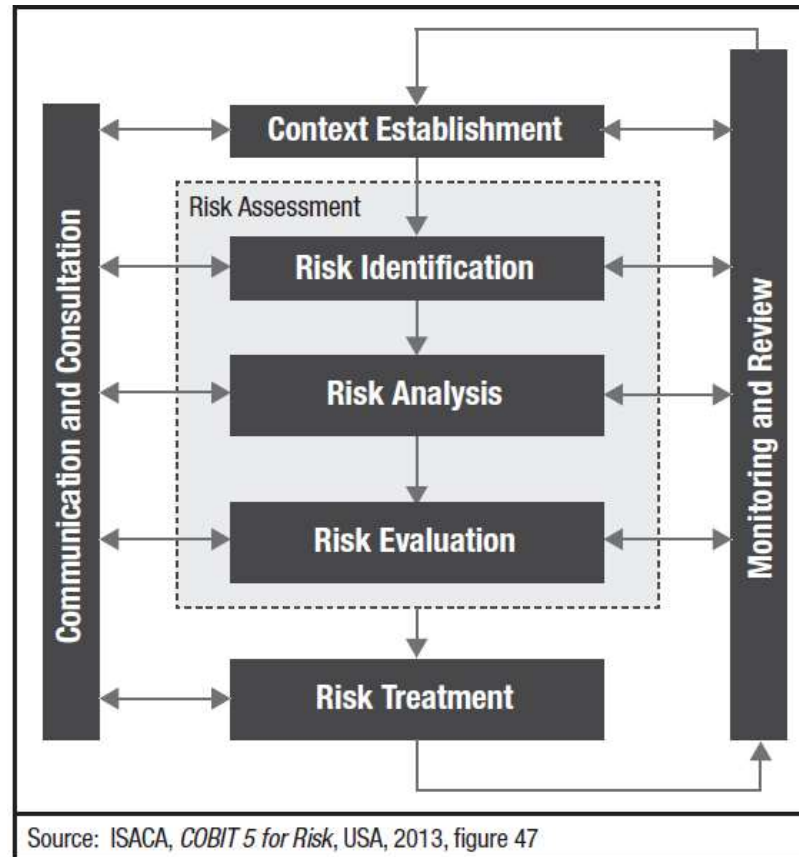 Context Establishment
Risk Assessment
Risk Identification
Risk Analysis
Risk Evaluation
Risk Treatment
Communication and Consultation
Monitoring and Review
Source: ISACA, COBIT 5 for Risk, USA, 2013, figure 47